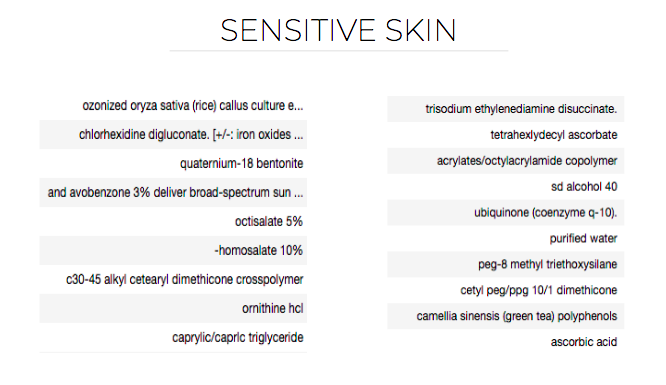 SENSITIVE SKIN
ozonized oryza sativa (rice) callus culture e...
chlorhexidine digluconate. [+/-: iron oxides ...
quaternium-18 bentonite
and avobenzone 3% deliver broad-spectrum sun ...
octisalate 5%
-homosalate 10%
c30-45 alkyl cetearyl dimethicone crosspolymer
ornithine hcl
caprylic/capric triglyceride
trisodium ethylenediamine disuccinate.
tetrahexlydecyl ascorbate
acrylates/octylacrylamide copolymer
sd alcohol 40
ubiquinone (coenzyme q-10).
purified water
peg-8 methyl triethoxysilane
cetyl peg/ppg 10/1 dimethicone
camellia sinensis (green tea) polyphenols
ascorbic acid